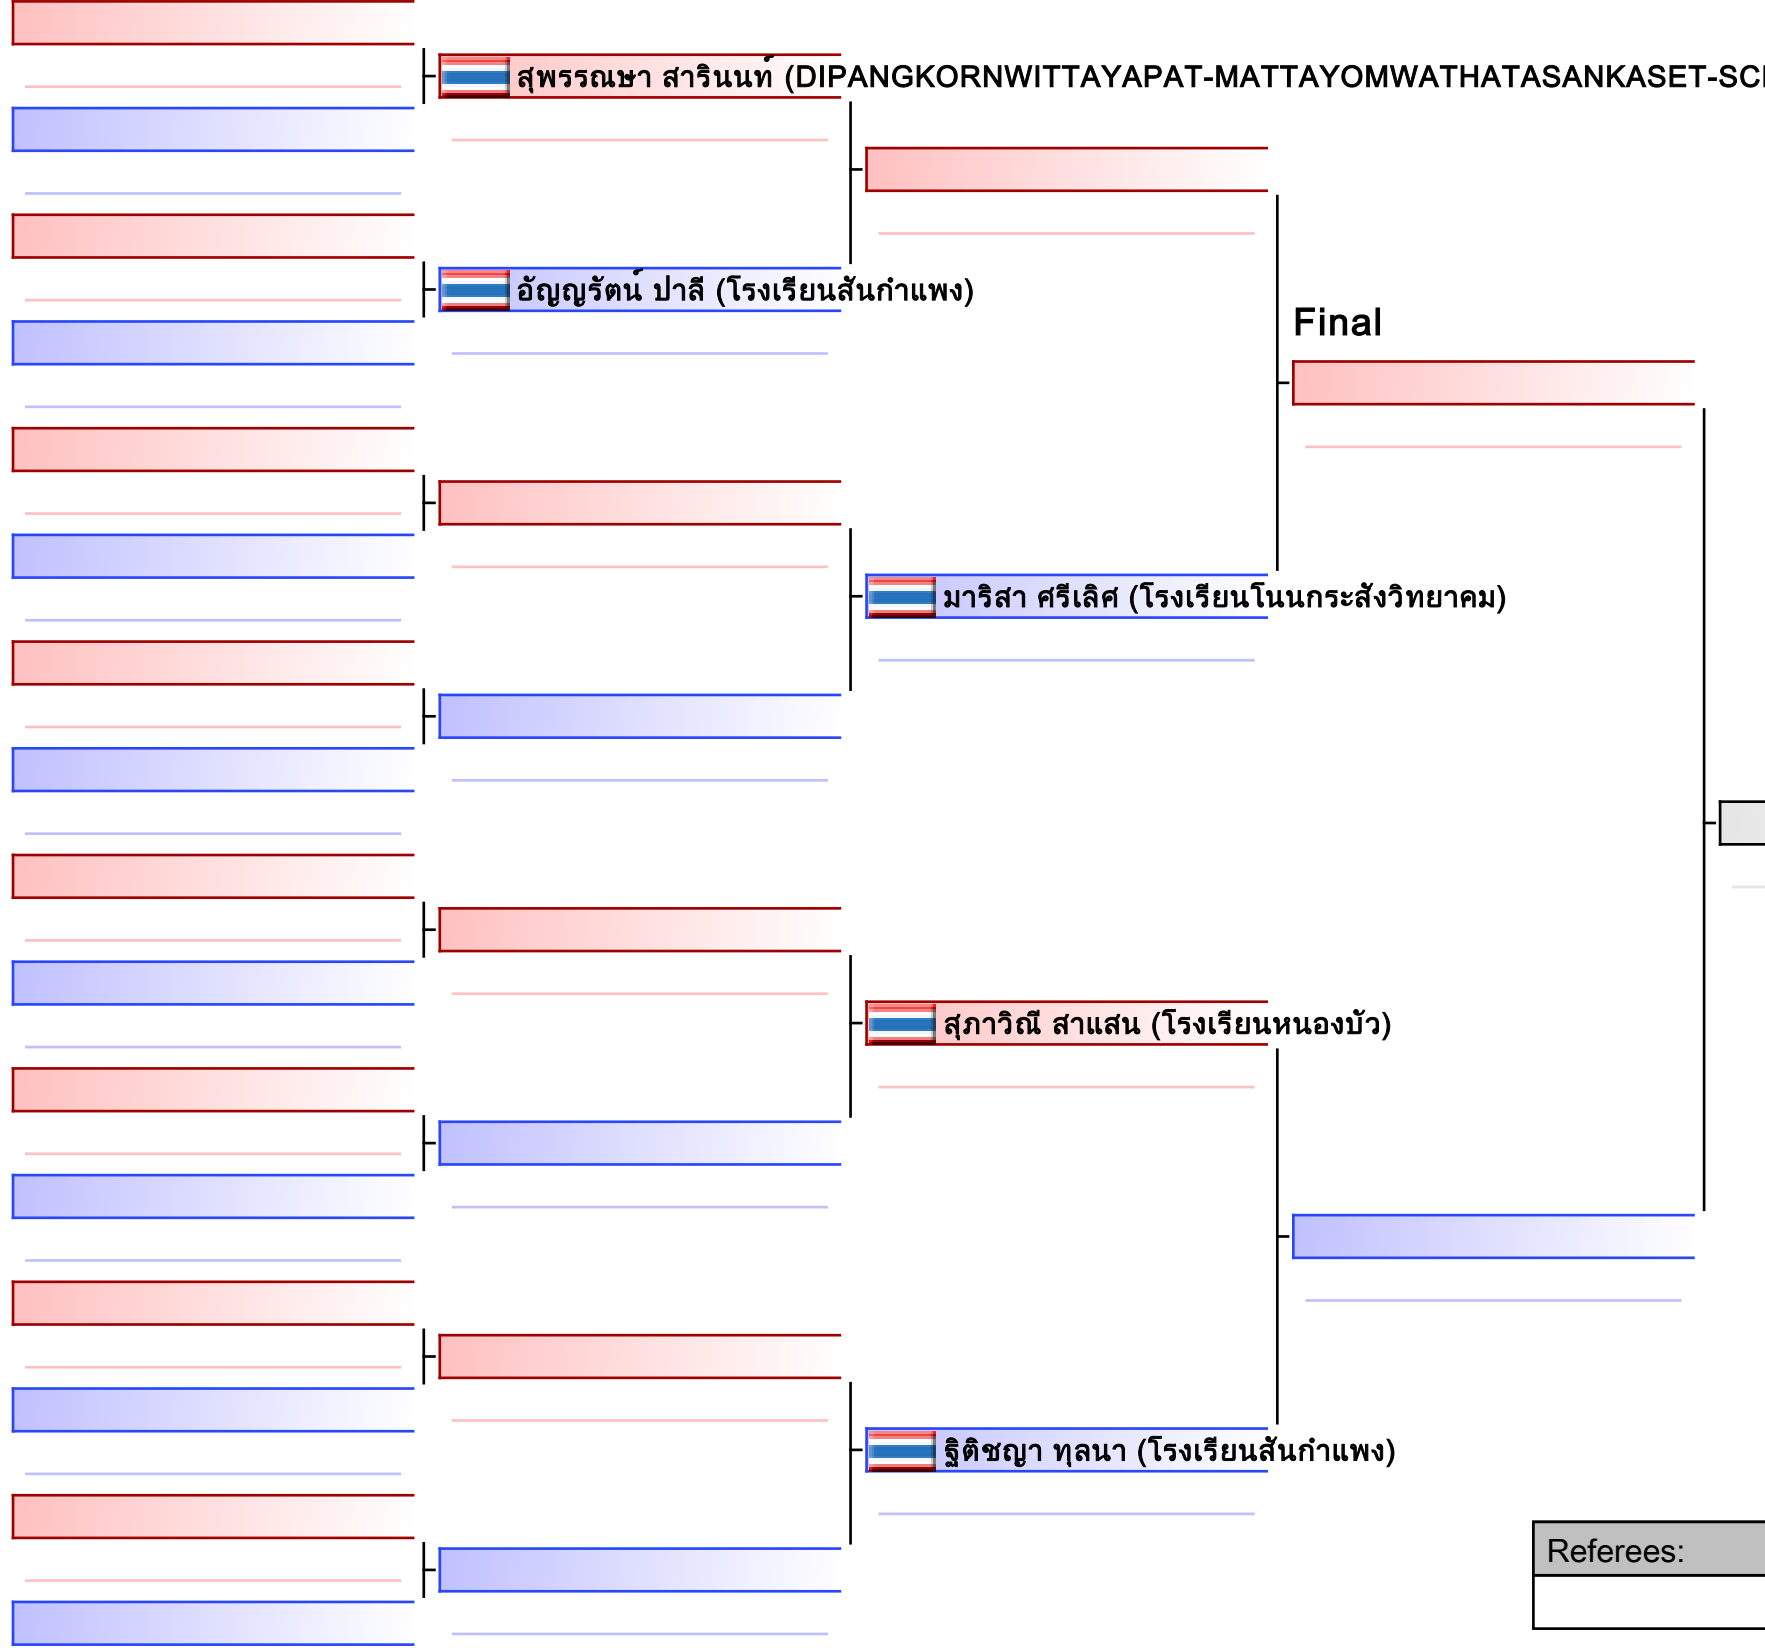 สุพรรณษา สารินนท์ (DIPANGKORNWITTAYAPAT-MATTAYOMWATHATASANKASET-SC
อัญญรัตน์ ปาลี (โรงเรียนสันกำแพง)
Final
มาริสา ศรีเลิศ (โรงเรียนโนนกระสังวิทยาคม)
สุภาวิณี สาแสน (โรงเรียนหนองบัว)
ฐิติชญา ทุลนา (โรงเรียนสันกำแพง)
Referees: